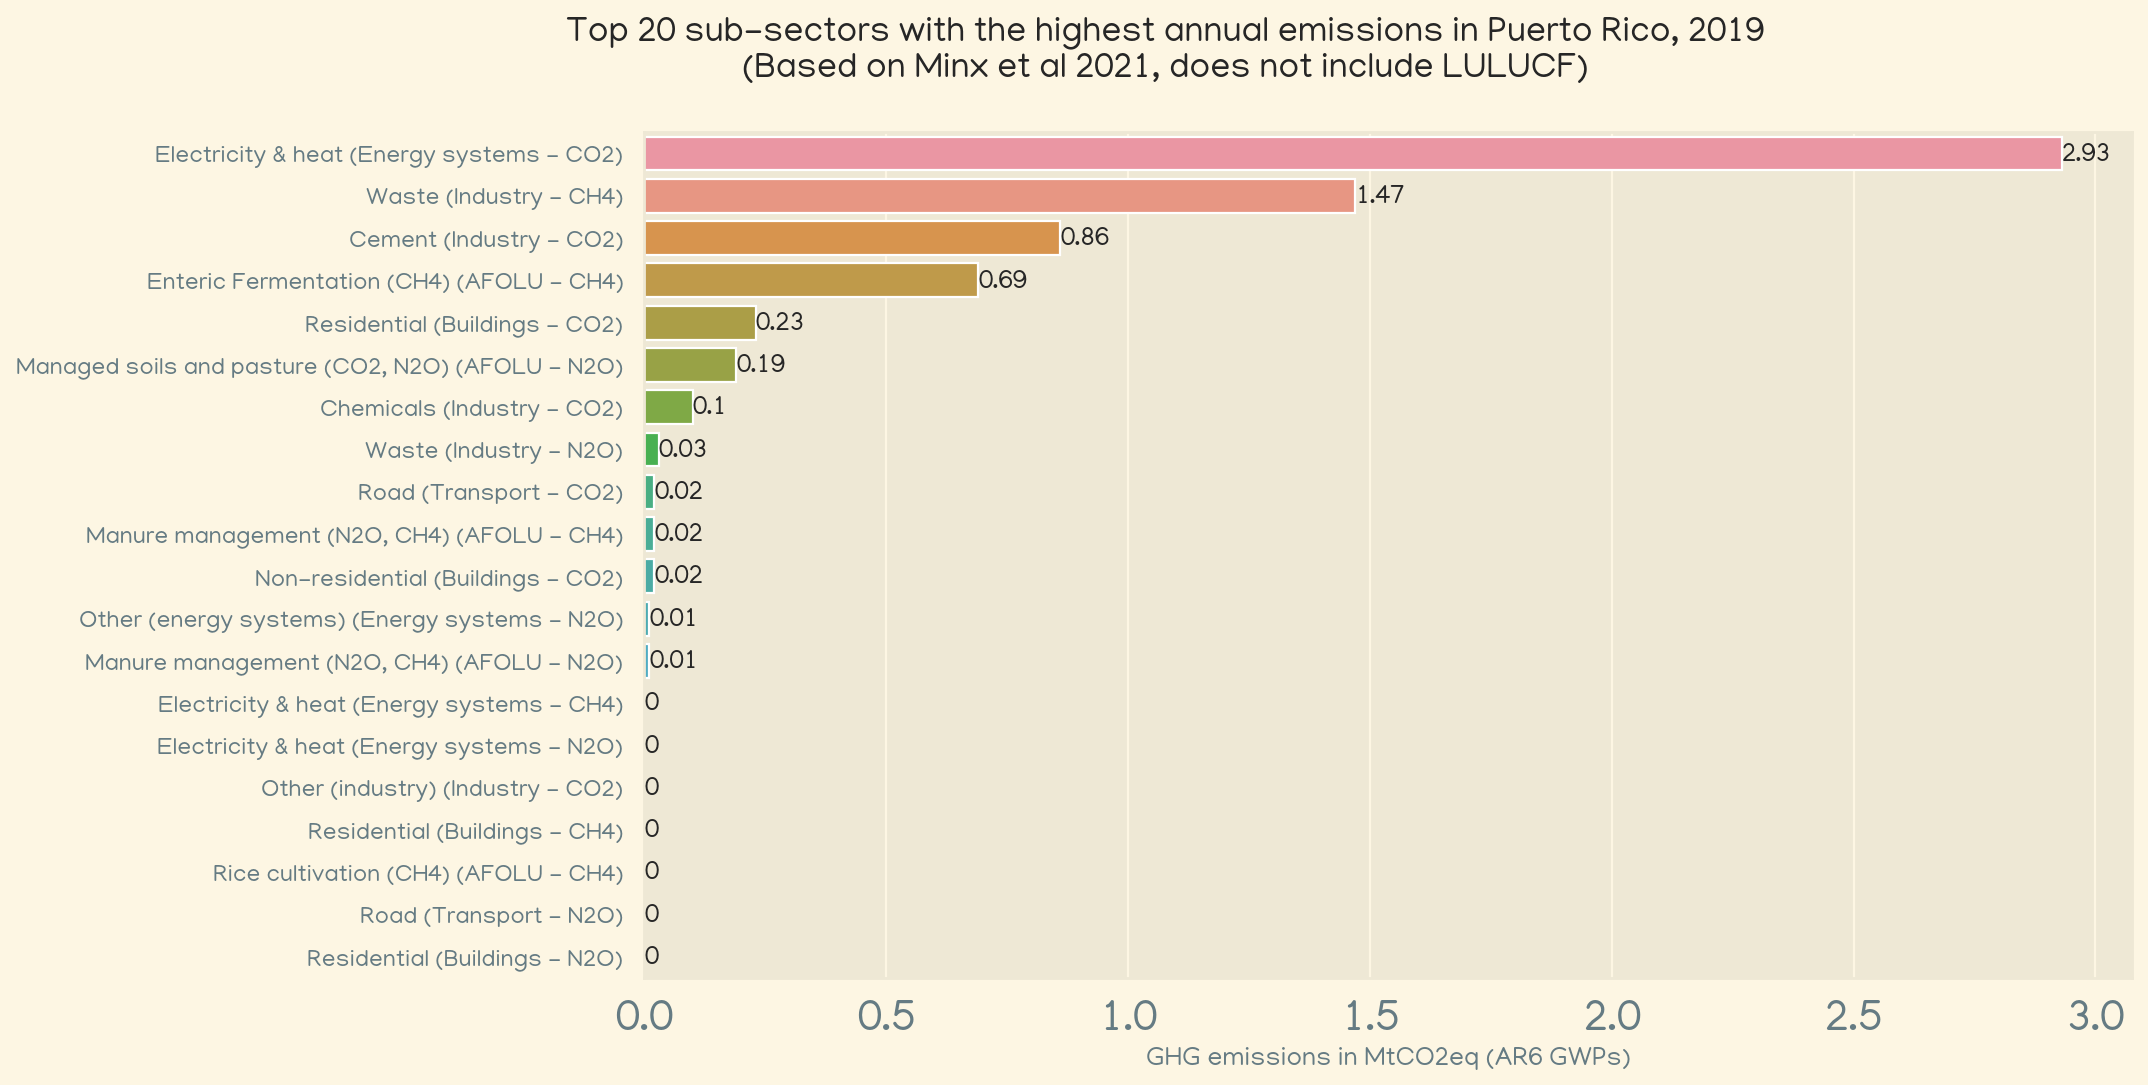 Top 20 sub-sectors with the highest annual emissions in Puerto Rico, 2019
(Based on Minx et al 2021, does not include LULUCF)
Electricity & heat (Energy systems - CO2) 2.93
Waste (Industry - CH4) 1.47
Cement (Industry - CO2) 0.86
Enteric Fermentation (CH4) (AFOLU - CH4) 0.69
Residential (Buildings - CO2) 0.23
Managed soils and pasture (CO2, N2O) (AFOLU - N2O) 0.19
Chemicals (Industry - CO2) 0.1
Waste (Industry - N2O) 0.03
Road (Transport - CO2) 0.02
Manure management (N2O, CH4) (AFOLU - CH4) 0.02
Non-residential (Buildings - CO2) 0.02
Other (energy systems) (Energy systems - N2O) 0.01
Manure management (N2O, CH4) (AFOLU - N2O) 0.01
Electricity & heat (Energy systems - CH4) 0
Electricity & heat (Energy systems - N2O) 0
Other (industry) (Industry - CO2) 0
Residential (Buildings - CH4) 0
Rice cultivation (CH4) (AFOLU - CH4) 0
Road (Transport - N2O) 0
Residential (Buildings - N2O) 0
0.0 0.5 1.0 1.5 2.0 2.5 3.0
GHG emissions in MtCO2eq (AR6 GWPs)